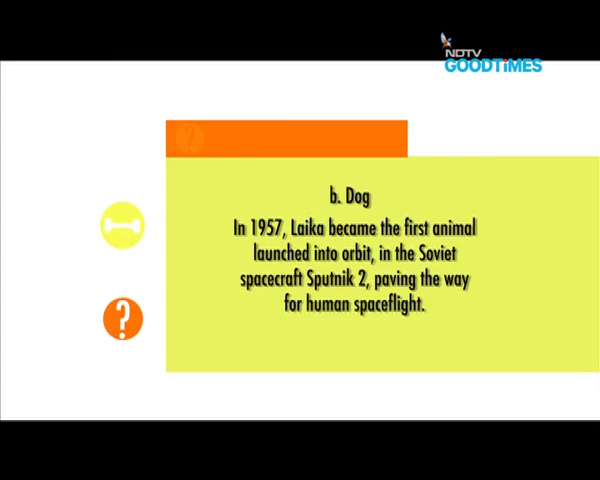 NDTV
GOODTiMES
?
b. Dog
In 1957, Laika became the first animal
launched into orbit, in the Soviet
spacecraft Sputnik 2, paving the way
for human spaceflight.
?